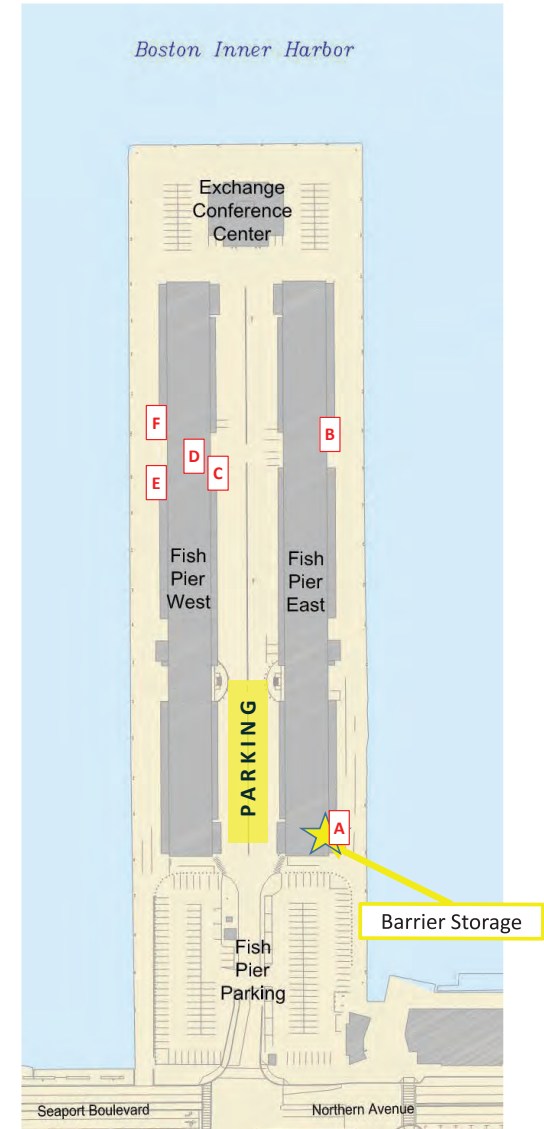 Boston Inner Harbor
Exchange
Conference
Center
F
B
D
C
E
Fish
Pier
West
Fish
Pier
East
PARKING
A
Barrier Storage
Fish
Pier
Parking
Seaport Boulevard
Northern Avenue